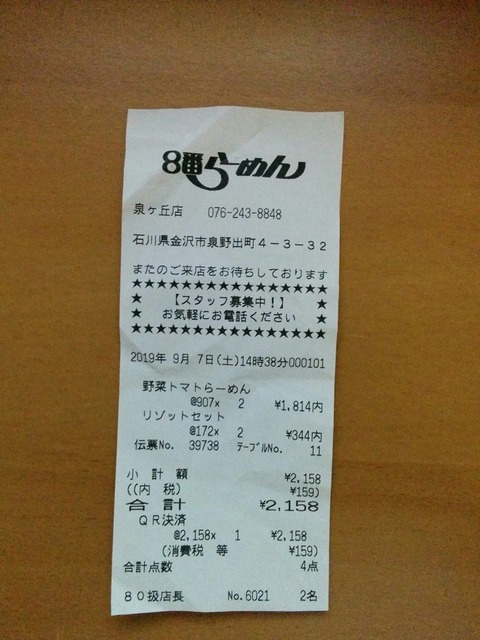 8番らーめん
泉ヶ丘店 076-243-8848
石川県金沢市泉野出町4-3-32
またのご来店をお待ちしております
★★★★★★★★★★★★★★★★
★ 【スタッフ募集中!】 ★
★ お気軽にお電話ください ★
★★★★★★★★★★★★★★★★
2019年 9月 7日(土)14時38分000101
野菜トマトらーめん
@907× 2 ¥1,814内
リゾットセット
@172× 2 ¥344内
伝票No. 39738 テーブルNo. 11
小 計 額 ¥2,158
((内 税) ¥159)
合 計 ¥2,158
QR決済
@2,158× 1 ¥2,158
(消費税 等 ¥159)
合計点数 4点
80扱店長 No.6021 2名